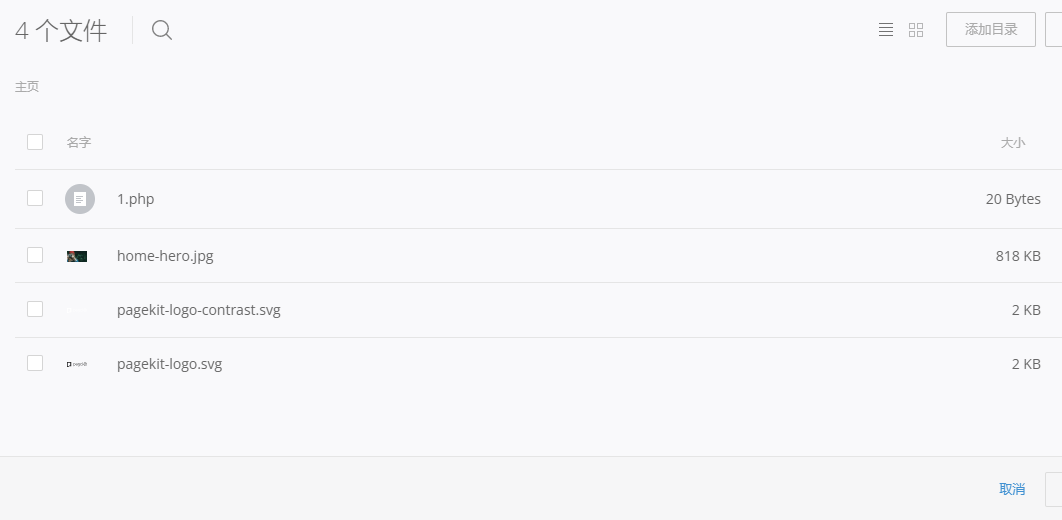 4 个文件
添加目录
主页
名字 大小
1.php 20 Bytes
home-hero.jpg 818 KB
pagekit-logo-contrast.svg 2 KB
pagekit-logo.svg 2 KB
取消